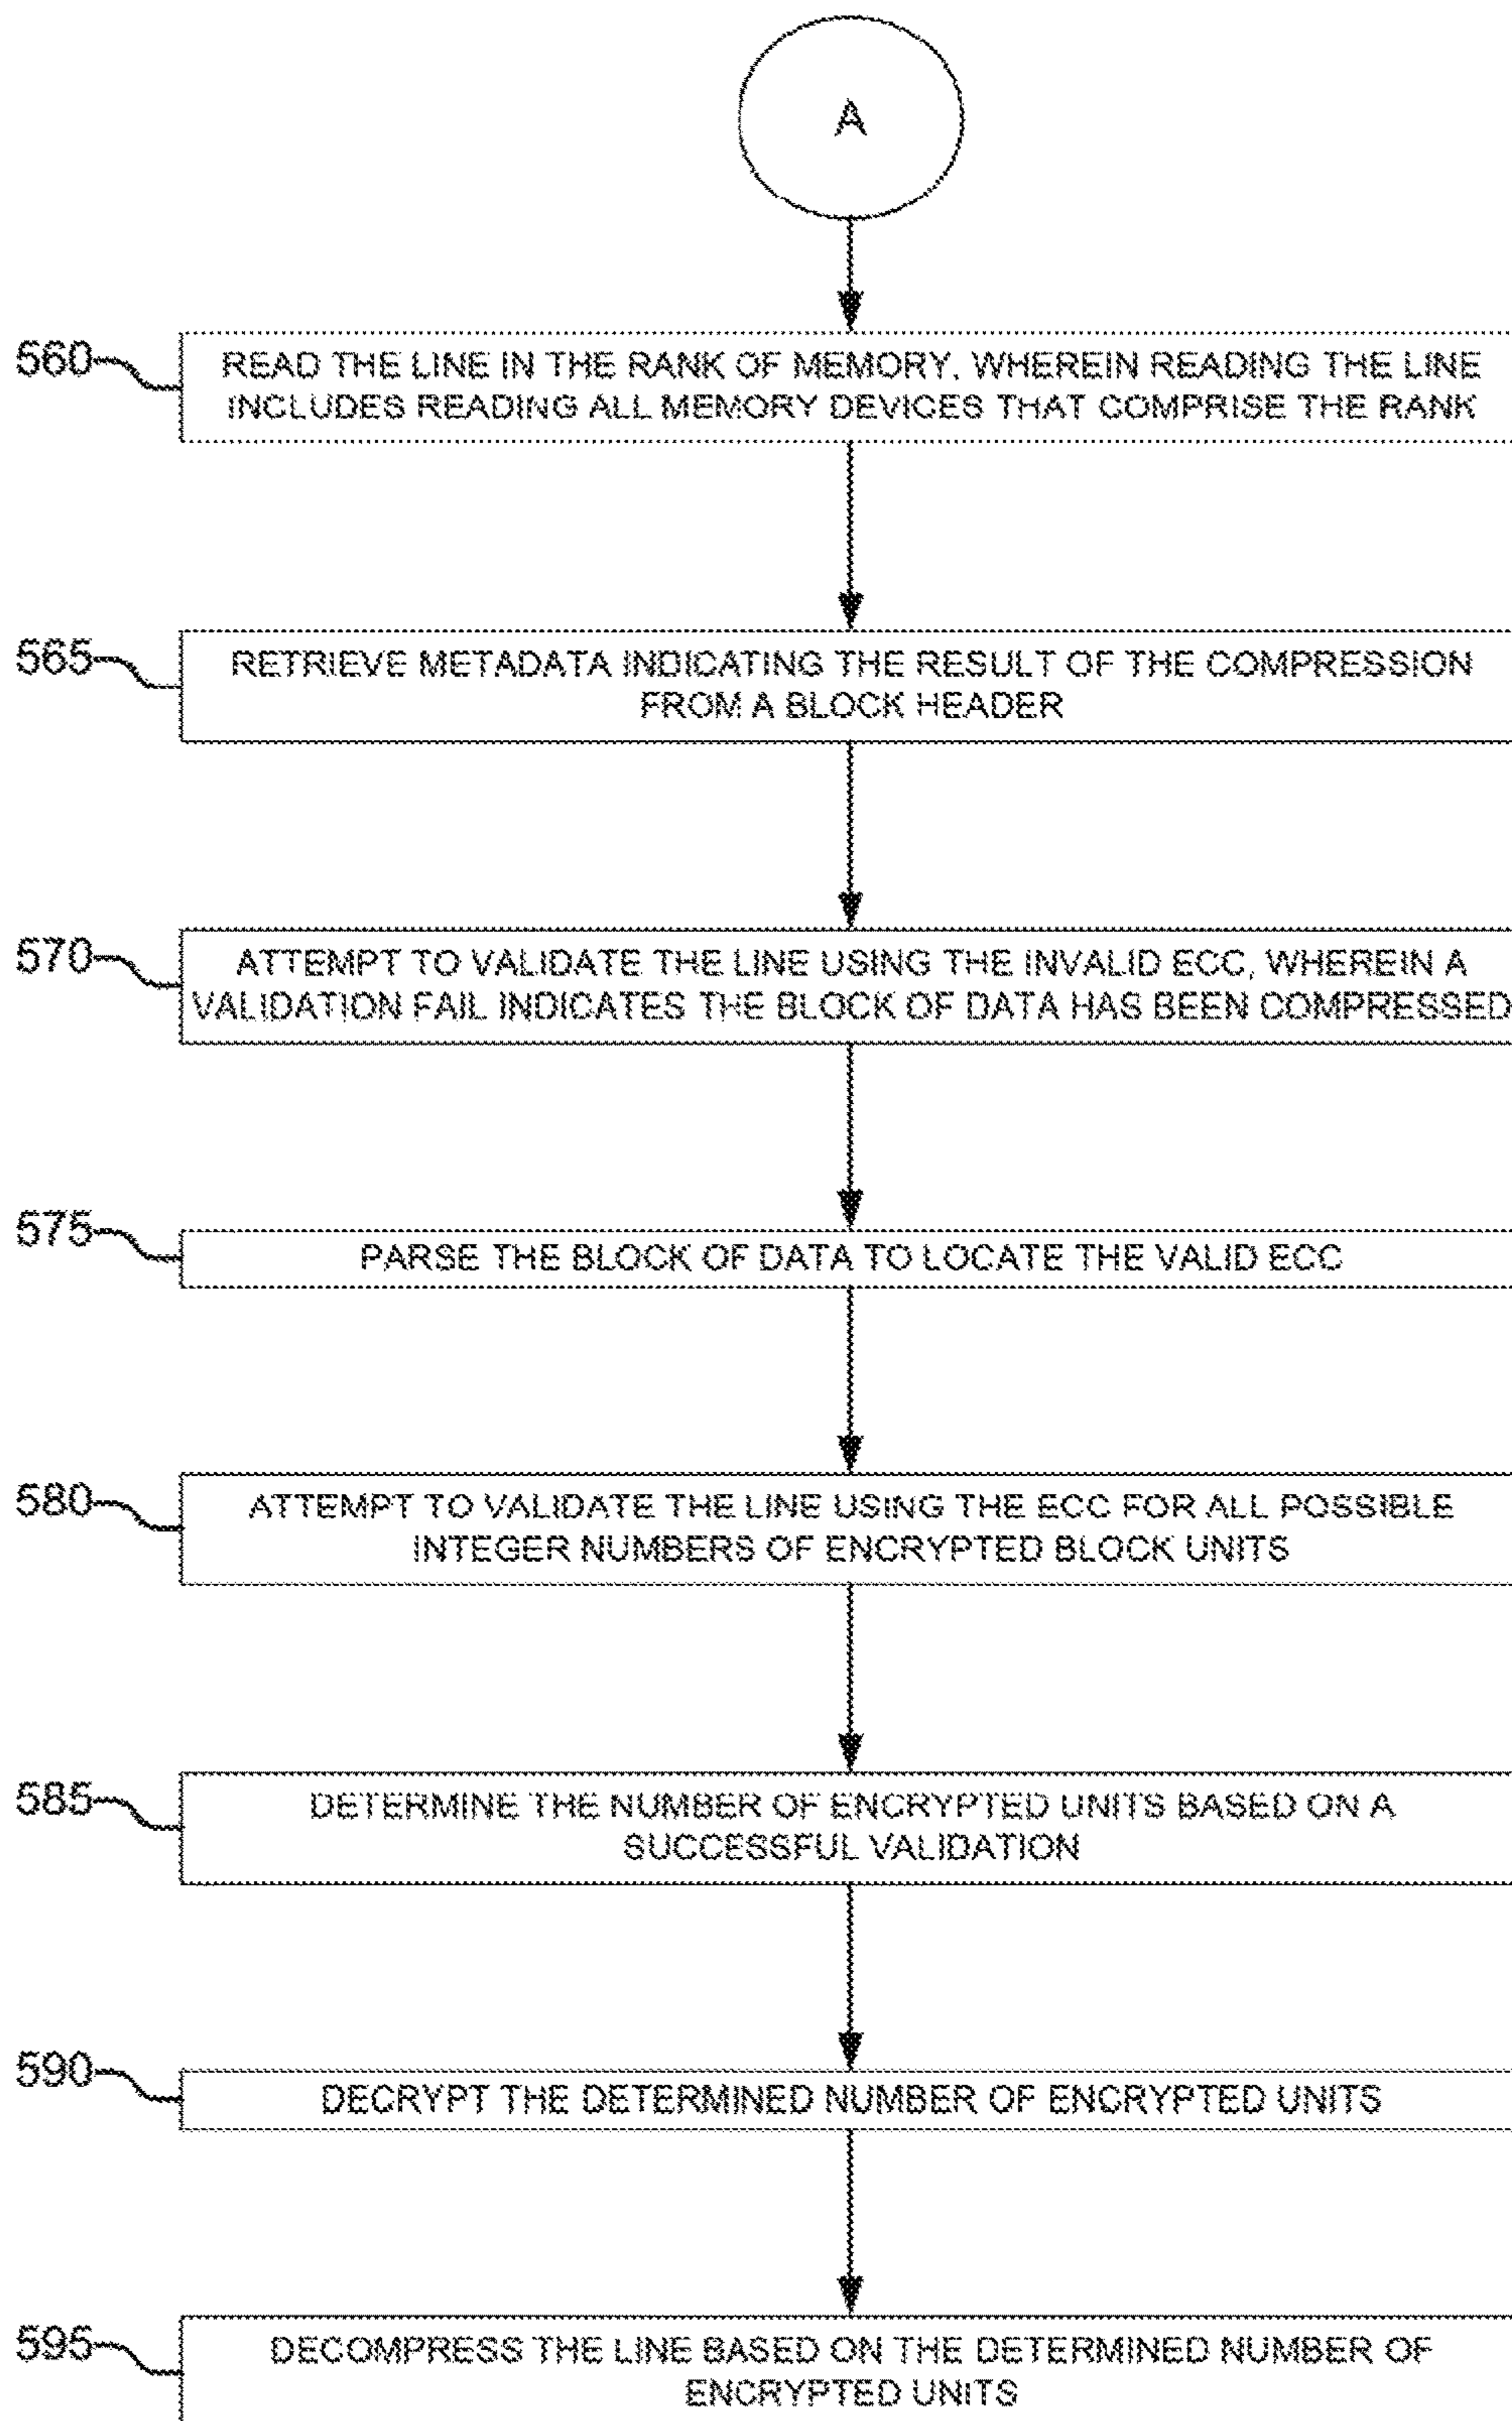 A
560
READ THE LINE IN THE RANK OF MEMORY, WHEREIN READING THE LINE
INCLUDES READING ALL MEMORY DEVICES THAT COMPRISE THE RANK
565
RETRIEVE METADATA INDICATING THE RESULT OF THE COMPRESSION
FROM A BLOCK HEADER
570
ATTEMPT TO VALIDATE THE LINE USING THE INVALID ECC, WHEREIN A
VALIDATION FAIL INDICATES THE BLOCK OF DATA HAS BEEN COMPRESSED
575
PARSE THE BLOCK OF DATA TO LOCATE THE VALID ECC
580
ATTEMPT TO VALIDATE THE LINE USING THE ECC FOR ALL POSSIBLE
INTEGER NUMBERS OF ENCRYPTED BLOCK UNITS
585
DETERMINE THE NUMBER OF ENCRYPTED UNITS BASED ON A
SUCCESSFUL VALIDATION
590
DECRYPT THE DETERMINED NUMBER OF ENCRYPTED UNITS
595
DECOMPRESS THE LINE BASED ON THE DETERMINED NUMBER OF
ENCRYPTED UNITS